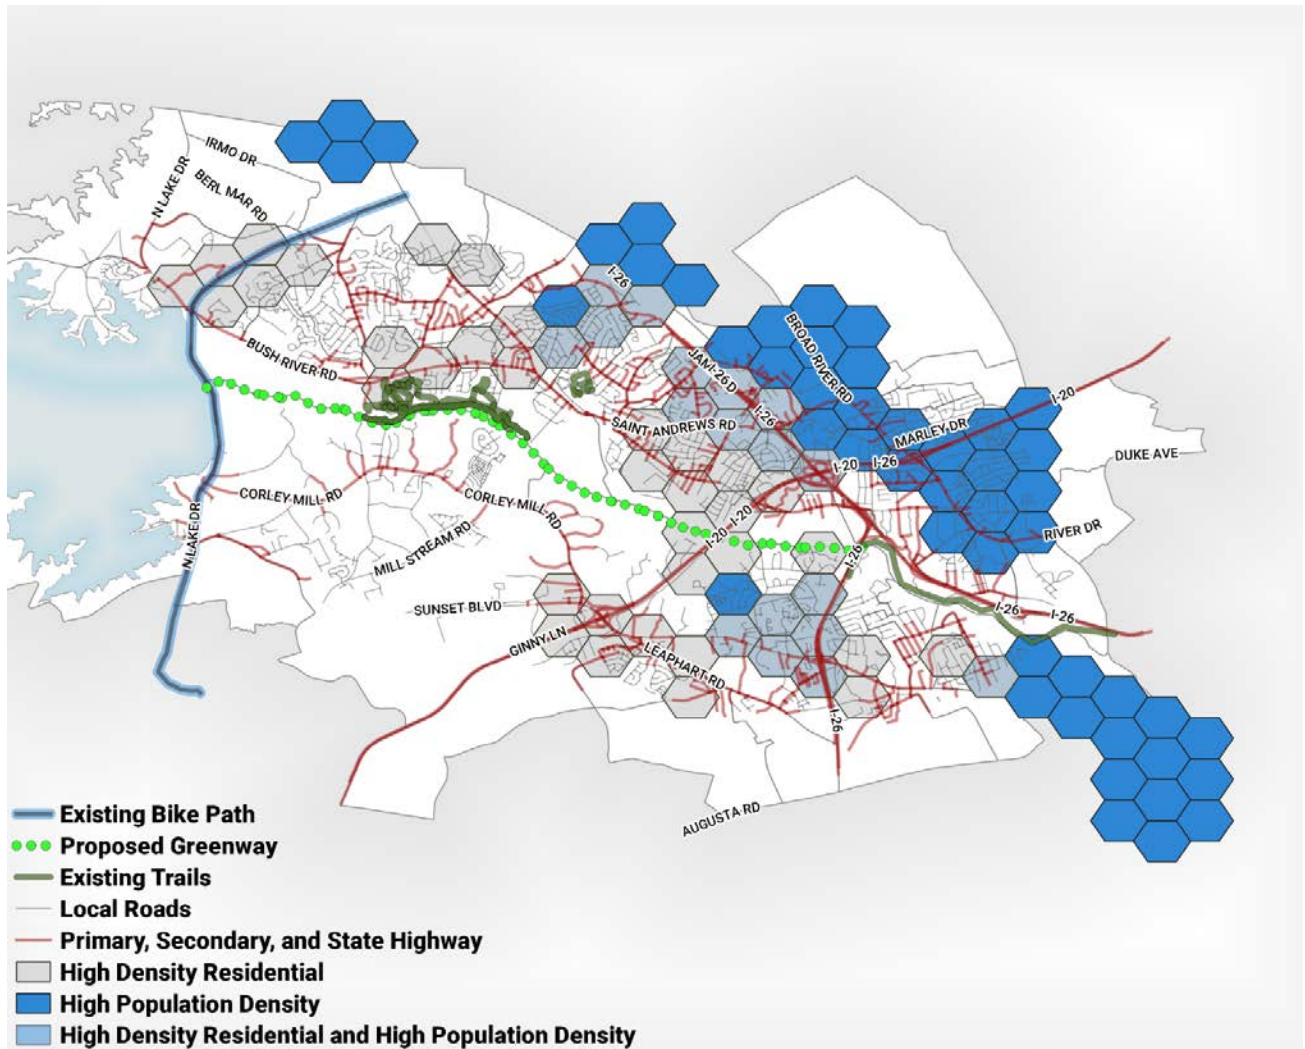 IRMO DR
N LAKE DR
BERL MAR RD
I-26
BROAD RIVER RD
BUSH RIVER RD
I-26
I-20
SAINT ANDREWS RD
I-26
MARLEY DR
DUKE AVE
I-20
I-26
CORLEY MILL RD
CORLEY MILL RD
I-20
I-20
N LAKE DR
MILL STREAM RD
RIVER DR
I-26
SUNSET BLVD
I-26
I-26
GINNY LN
LEAPHART RD
I-26
AUGUSTA RD
Existing Bike Path
Proposed Greenway
Existing Trails
Local Roads
Primary, Secondary, and State Highway
High Density Residential
High Population Density
High Density Residential and High Population Density